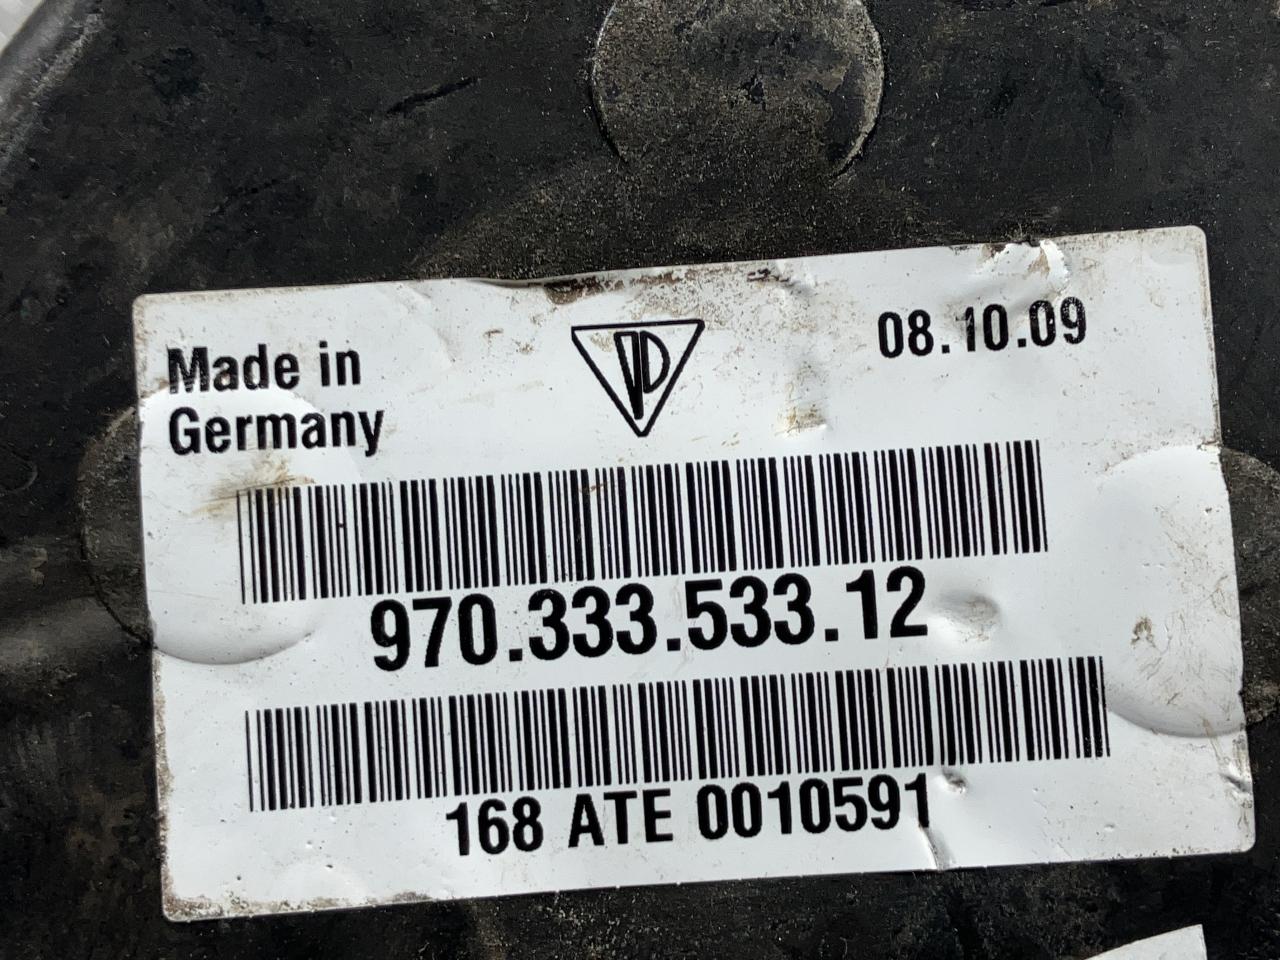 Made in
Germany
08.10.09
970.333.533.12
168 ATE 0010591